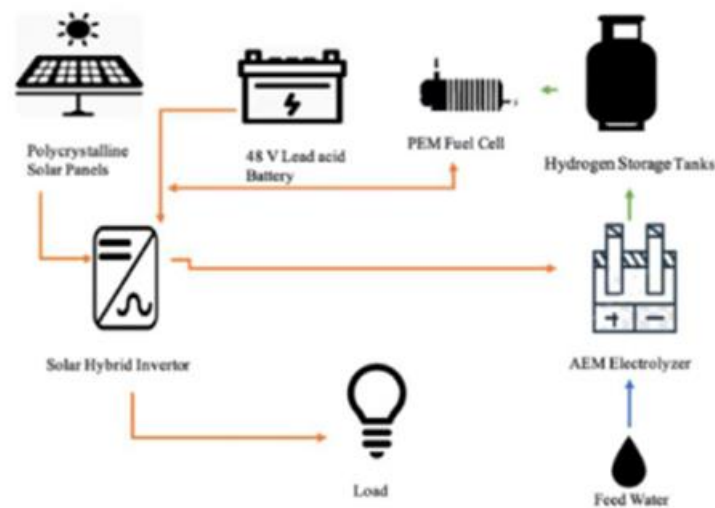 Polycrystalline
Solar Panels
48 V Lead acid
Battery
PEM Fuel Cell
Hydrogen Storage Tanks
Solar Hybrid Invertor
AEM Electrolyzer
Load
Feed Water